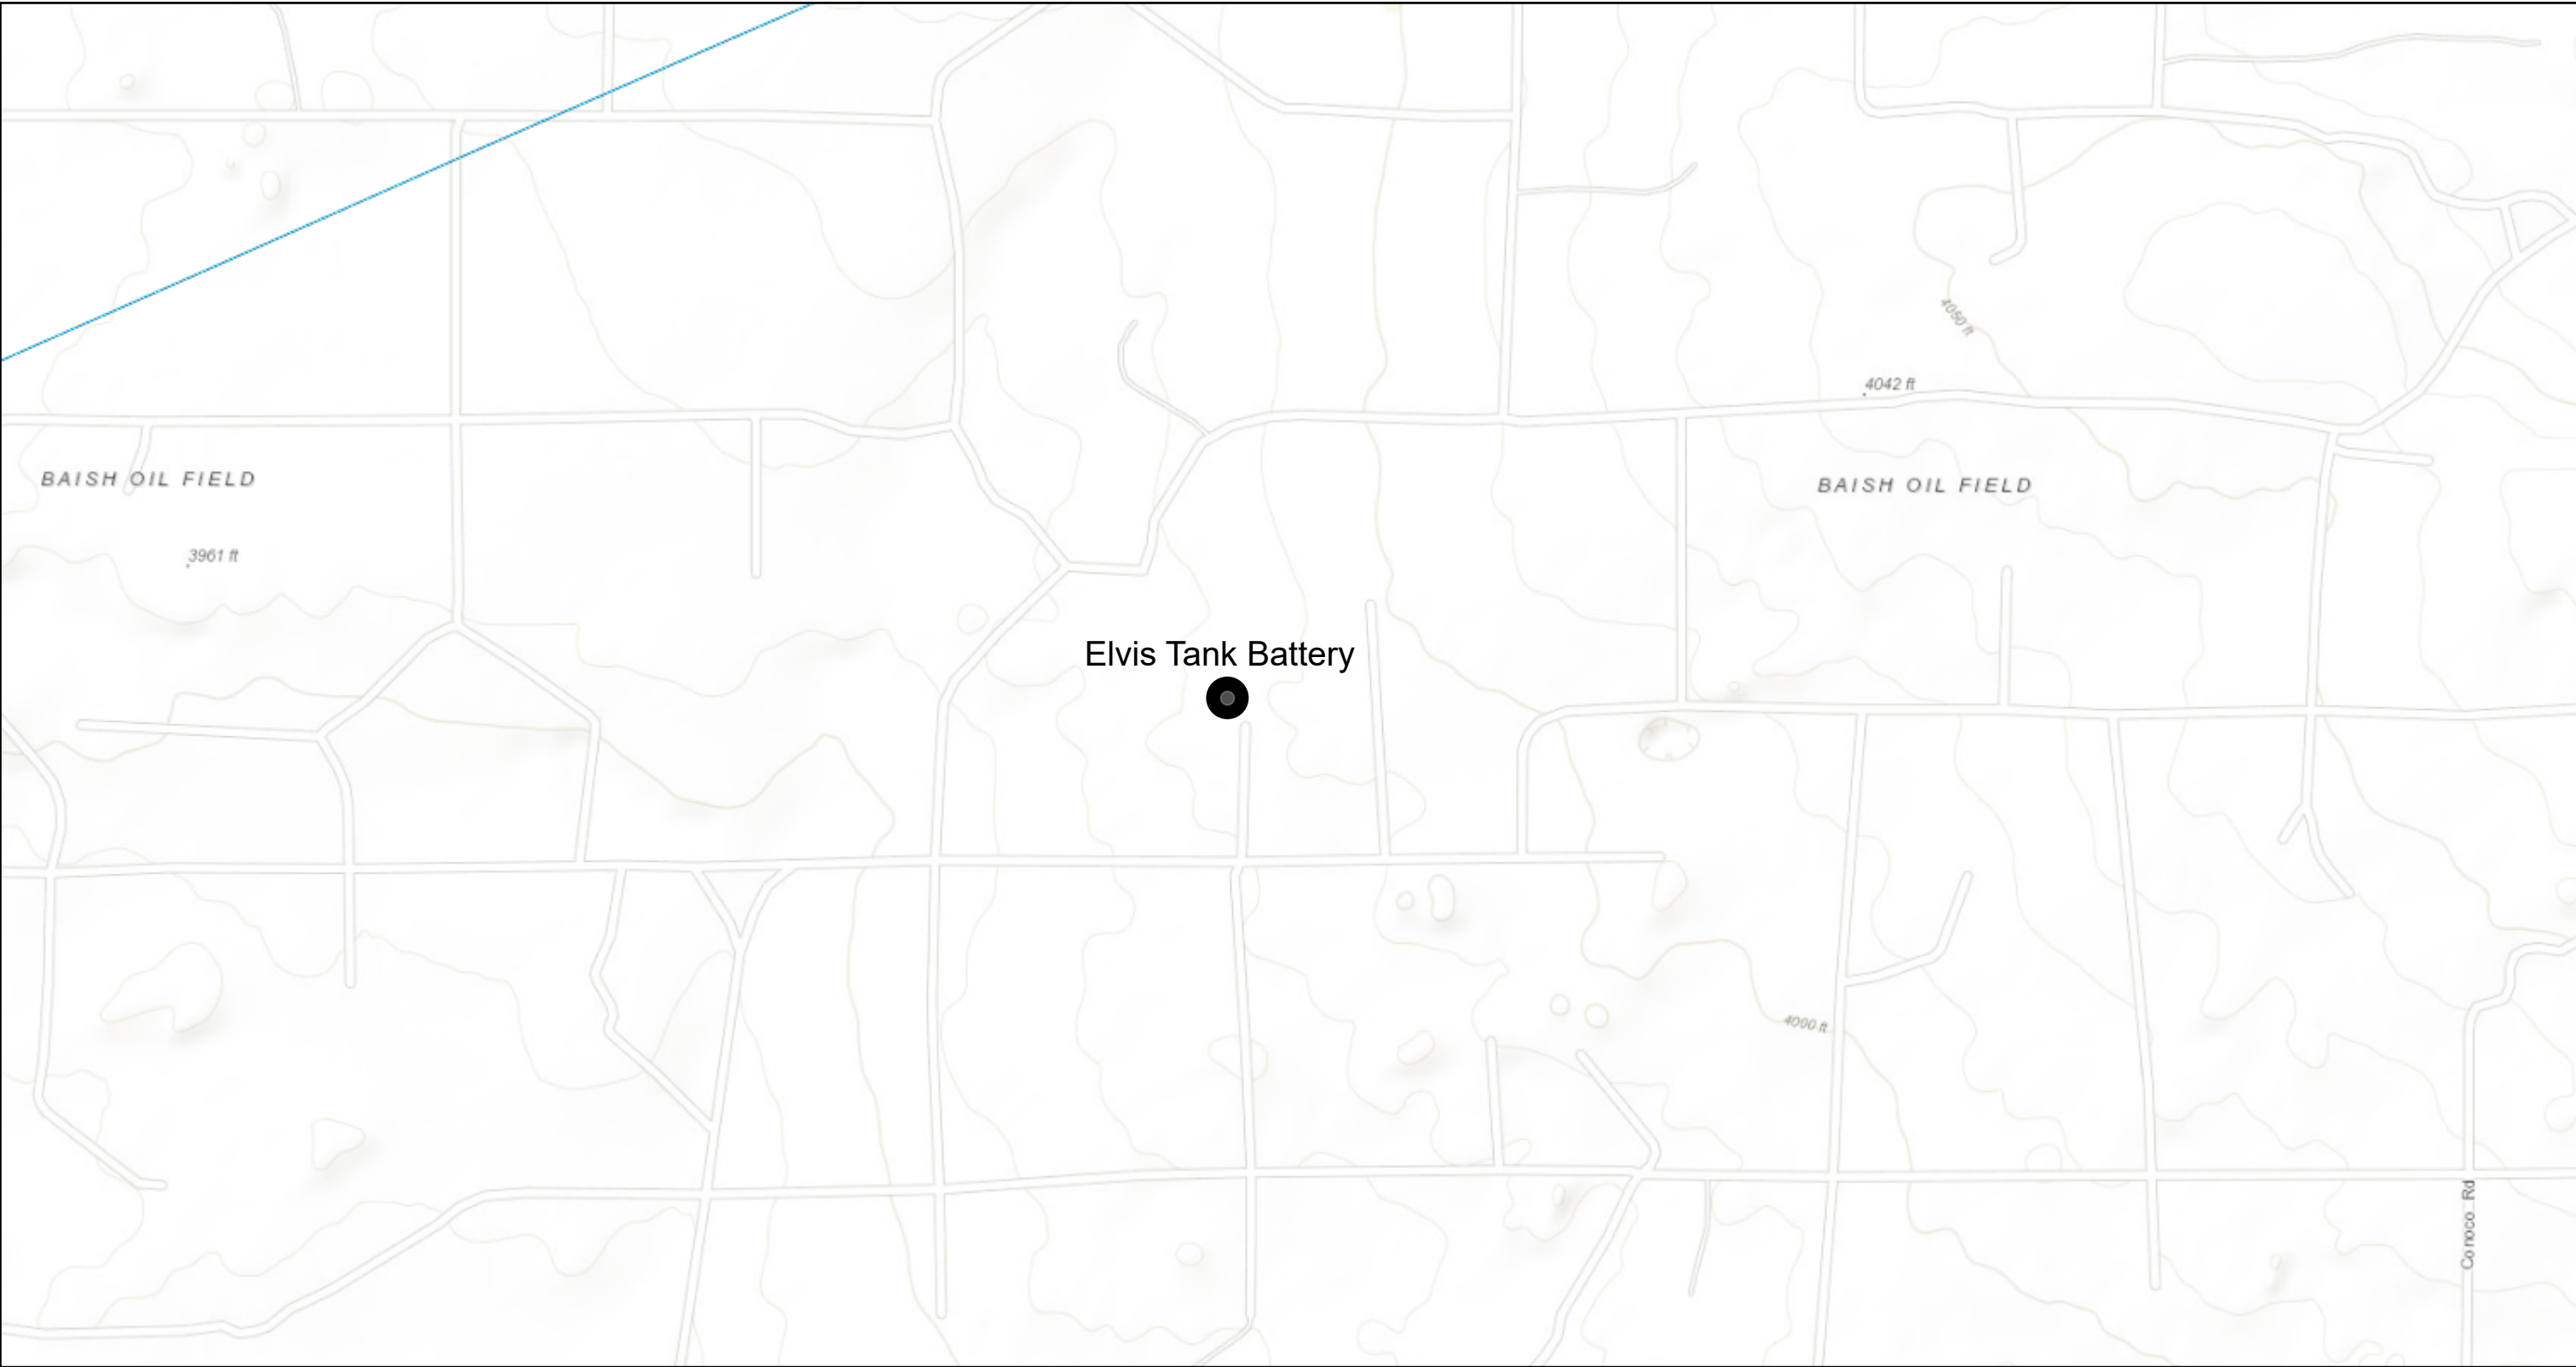 4050 ft
4042 ft
BAISH OIL FIELD
BAISH OIL FIELD
3961 ft
Elvis Tank Battery
4000 ft
Conoco Rd